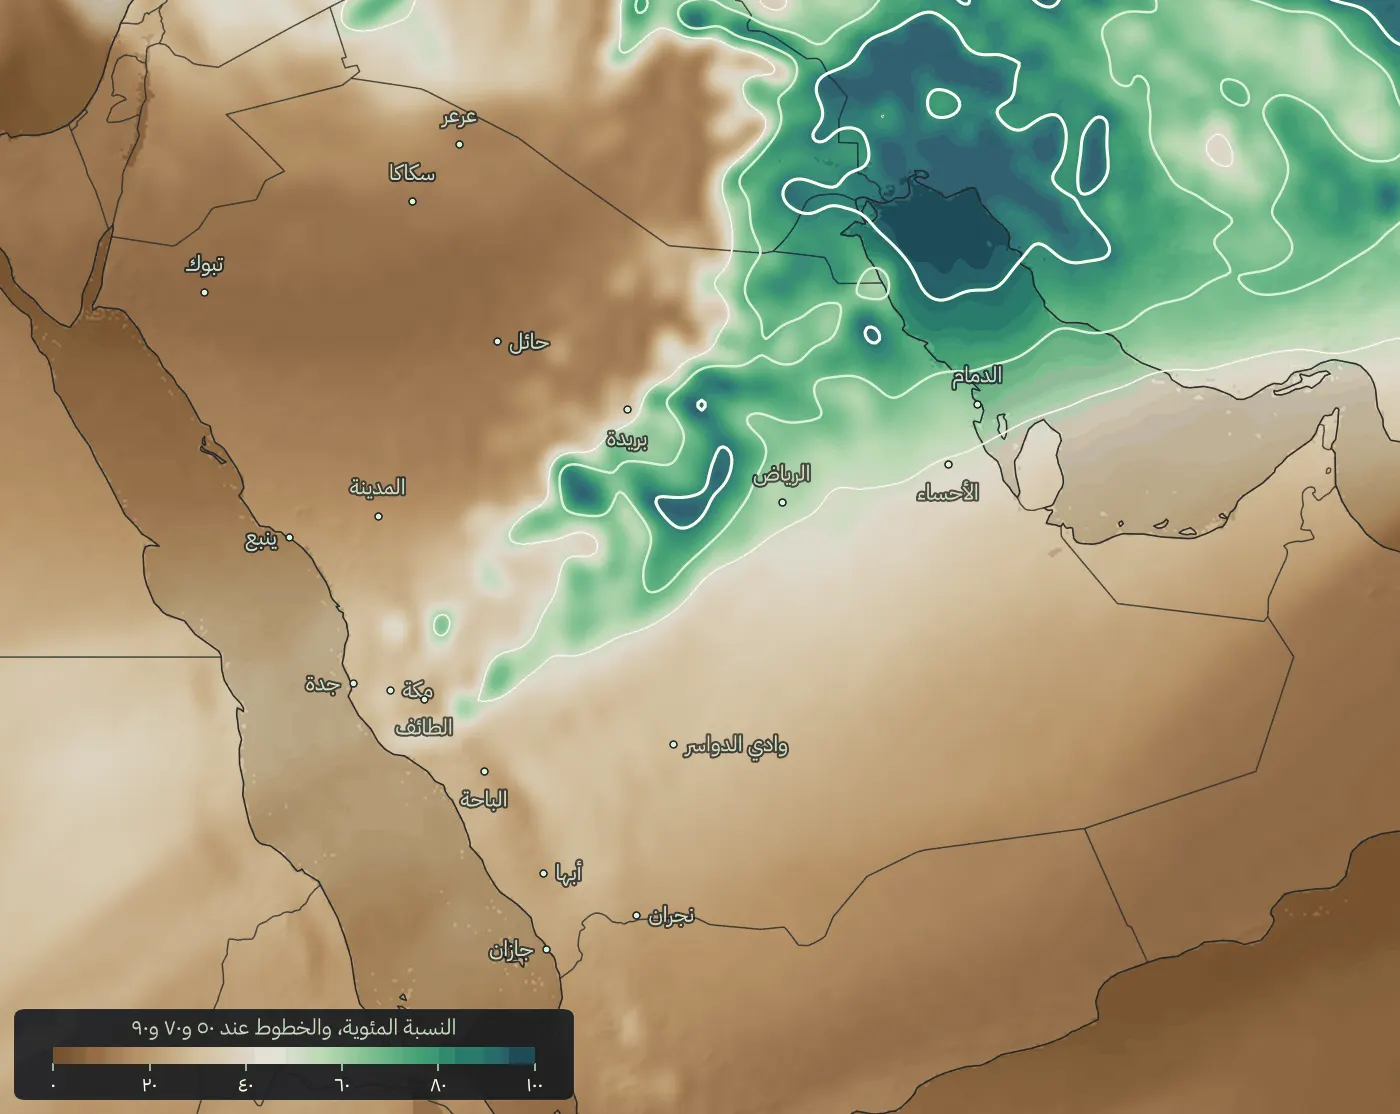 عرعر
سكاكا
تبوك
حائل
الدمام
بريدة
الرياض
المدينة
الأحساء
ينبع
جدة
مكة
الطائف
وادي الدواسر
الباحة
أبها
نجران
جازان
النسبة المئوية، والخطوط عند ٥٠ و٧٠ و٩٠
٠ ٢٠ ٤٠ ٦٠ ٨٠ ١٠٠